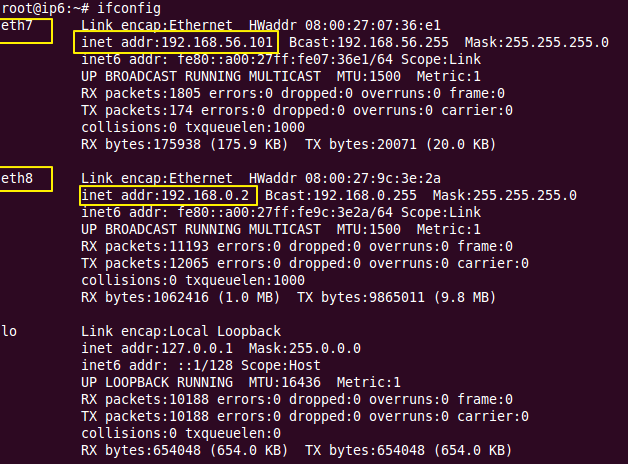 root@ip6:~# ifconfig
eth7      Link encap:Ethernet  HWaddr 08:00:27:07:36:e1
          inet addr:192.168.56.101  Bcast:192.168.56.255  Mask:255.255.255.0
          inet6 addr: fe80::a00:27ff:fe07:36e1/64 Scope:Link
          UP BROADCAST RUNNING MULTICAST  MTU:1500  Metric:1
          RX packets:1805 errors:0 dropped:0 overruns:0 frame:0
          TX packets:174 errors:0 dropped:0 overruns:0 carrier:0
          collisions:0 txqueuelen:1000
          RX bytes:175938 (175.9 KB)  TX bytes:20071 (20.0 KB)

eth8      Link encap:Ethernet  HWaddr 08:00:27:9c:3e:2a
          inet addr:192.168.0.2  Bcast:192.168.0.255  Mask:255.255.255.0
          inet6 addr: fe80::a00:27ff:fe9c:3e2a/64 Scope:Link
          UP BROADCAST RUNNING MULTICAST  MTU:1500  Metric:1
          RX packets:11193 errors:0 dropped:0 overruns:0 frame:0
          TX packets:12065 errors:0 dropped:0 overruns:0 carrier:0
          collisions:0 txqueuelen:1000
          RX bytes:1062416 (1.0 MB)  TX bytes:9865011 (9.8 MB)

lo        Link encap:Local Loopback
          inet addr:127.0.0.1  Mask:255.0.0.0
          inet6 addr: ::1/128 Scope:Host
          UP LOOPBACK RUNNING  MTU:16436  Metric:1
          RX packets:10188 errors:0 dropped:0 overruns:0 frame:0
          TX packets:10188 errors:0 dropped:0 overruns:0 carrier:0
          collisions:0 txqueuelen:0
          RX bytes:654048 (654.0 KB)  TX bytes:654048 (654.0 KB)